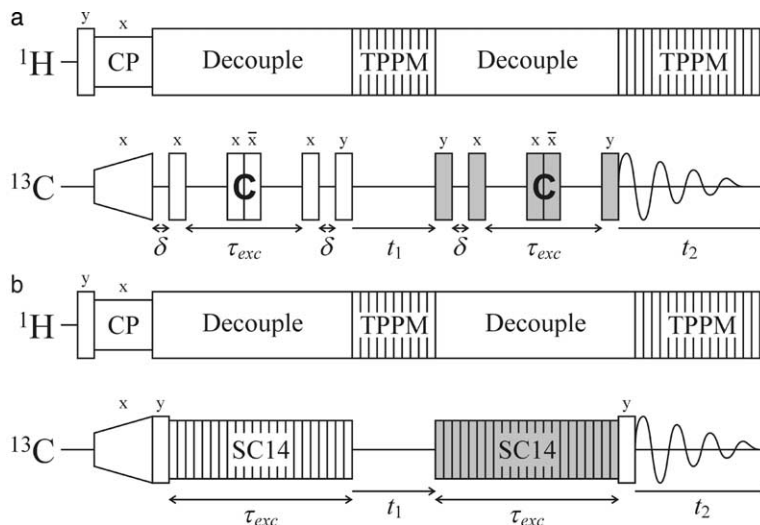 a
y x
¹H CP Decouple TPPM Decouple TPPM
x x x x̄ x y y x x x̄ y
¹³C C C
δ τexc δ t₁ δ τexc t₂
b
y x
¹H CP Decouple TPPM Decouple TPPM
x y y
¹³C SC14 SC14
τexc t₁ τexc t₂